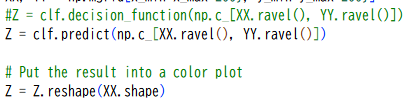 #Z = clf.decision_function(np.c_[XX.ravel(), YY.ravel()])
Z = clf.predict(np.c_[XX.ravel(), YY.ravel()])
# Put the result into a color plot
Z = Z.reshape(XX.shape)